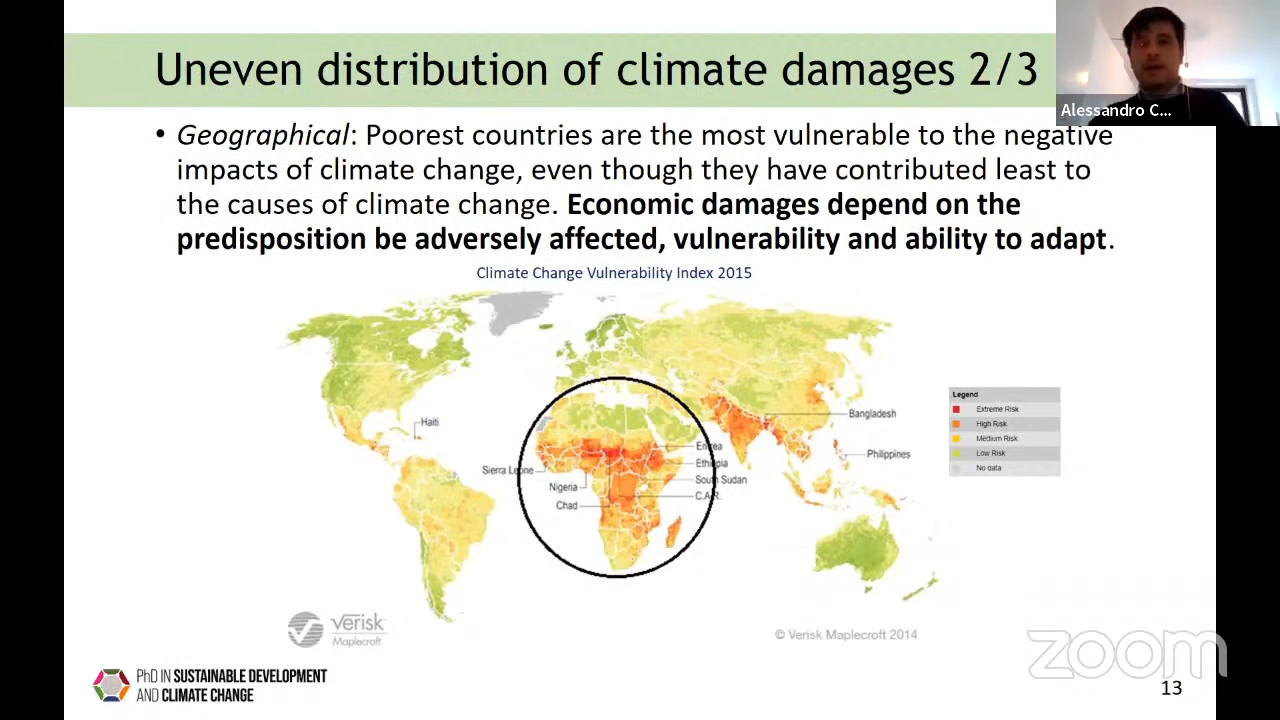 Uneven distribution of climate damages 2/3
Alessandro C...
• Geographical: Poorest countries are the most vulnerable to the negative
impacts of climate change, even though they have contributed least to
the causes of climate change. Economic damages depend on the
predisposition be adversely affected, vulnerability and ability to adapt.
Climate Change Vulnerability Index 2015
Haiti
Sierra Leone
Nigeria
Chad
Eritrea
Ethiopia
South Sudan
C.A.R.
Bangladesh
Philippines
Legend
Extreme Risk
High Risk
Medium Risk
Low Risk
No data
Verisk
Maplecroft
© Verisk Maplecroft 2014
zoom
PhD IN SUSTAINABLE DEVELOPMENT
AND CLIMATE CHANGE
13